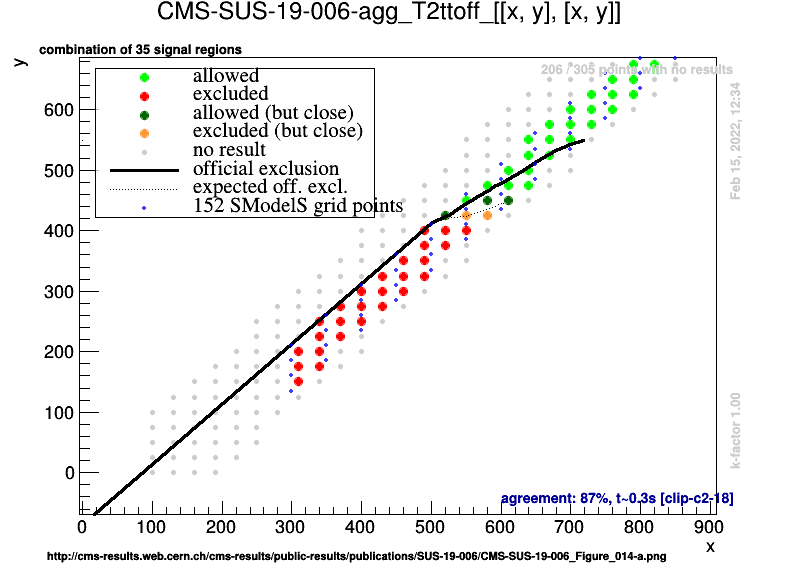 CMS-SUS-19-006-agg_T2ttoff_[[x, y], [x, y]]
combination of 35 signal regions
y
206 / 305 points with no results
allowed
excluded
allowed (but close)
excluded (but close)
no result
official exclusion
expected off. excl.
152 SModelS grid points
600
500
400
300
200
100
0
Feb 15, 2022, 12:34
k-factor 1.00
agreement: 87%, t~0.3s [clip-c2-18]
0 100 200 300 400 500 600 700 800 900
x
http://cms-results.web.cern.ch/cms-results/public-results/publications/SUS-19-006/CMS-SUS-19-006_Figure_014-a.png